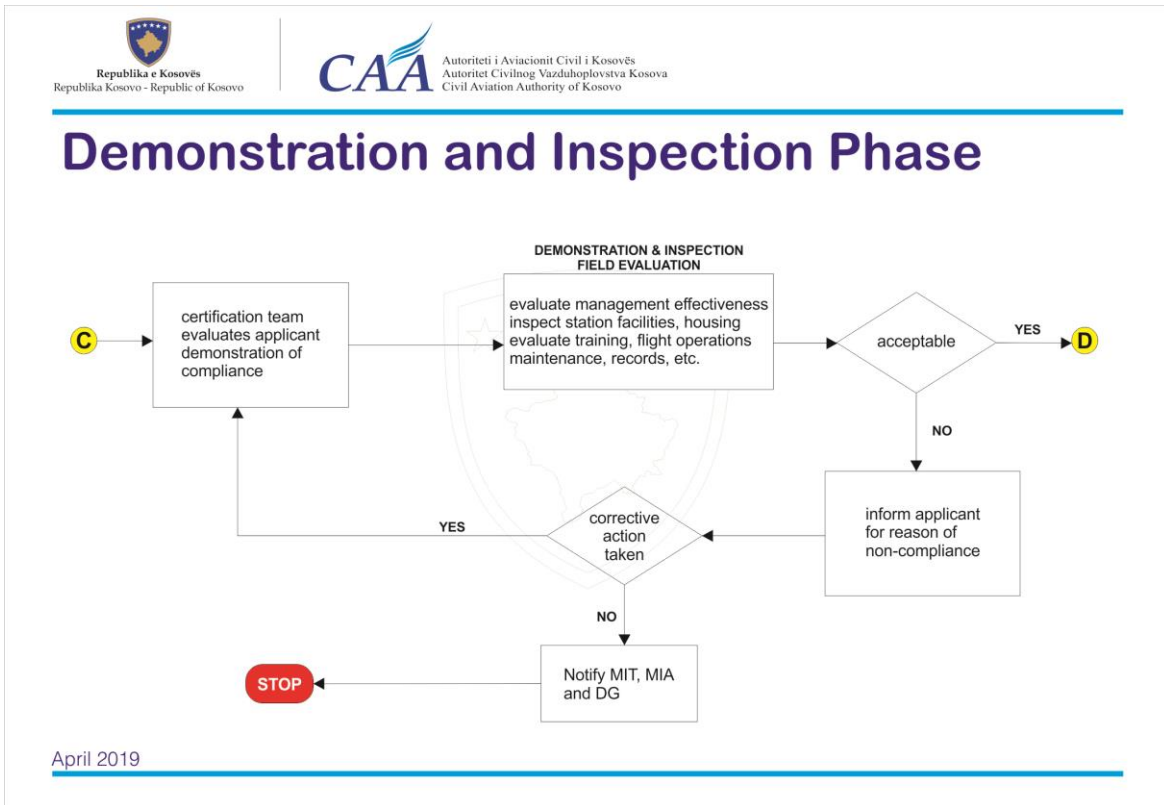 Republika e Kosovës
Republika Kosovo - Republic of Kosovo
CAA
Autoriteti i Aviacionit Civil i Kosovës
Autoritet Civilnog Vazduhoplovstva Kosova
Civil Aviation Authority of Kosovo
Demonstration and Inspection Phase
C
certification team
evaluates applicant
demonstration of
compliance
DEMONSTRATION & INSPECTION
FIELD EVALUATION
evaluate management effectiveness
inspect station facilities, housing
evaluate training, flight operations
maintenance, records, etc.
acceptable
YES
D
NO
inform applicant
for reason of
non-compliance
corrective
action
taken
YES
NO
Notify MIT, MIA
and DG
STOP
April 2019